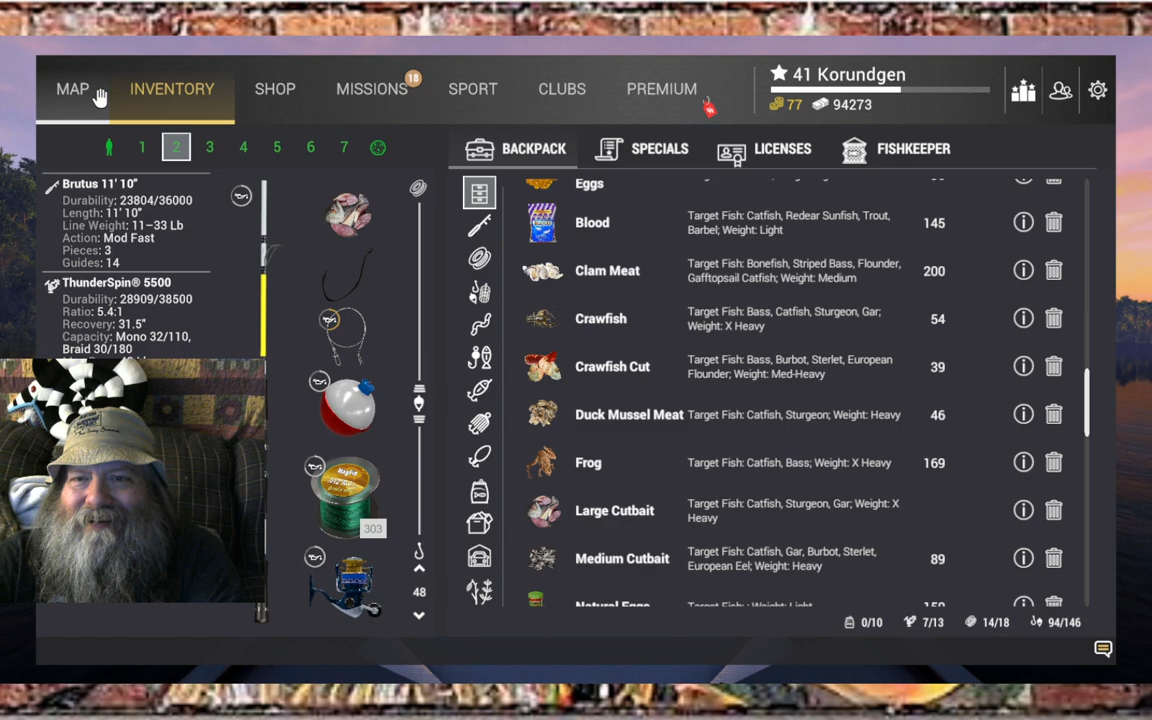 MAP
INVENTORY
SHOP
MISSIONS
18
SPORT
CLUBS
PREMIUM
41 Korundgen
77 94273
1 2 3 4 5 6 7
BACKPACK
SPECIALS
LICENSES
FISHKEEPER
Brutus 11' 10"
Durability: 23804/36000
Length: 11' 10"
Line Weight: 11–33 Lb
Action: Mod Fast
Pieces: 3
Guides: 14
ThunderSpin® 5500
Durability: 28909/38500
Ratio: 5.4:1
Recovery: 31.5"
Capacity: Mono 32/110,
Braid 30/180
303
48
Eggs
Blood
Target Fish: Catfish, Redear Sunfish, Trout,
Barbel; Weight: Light
145
Clam Meat
Target Fish: Bonefish, Striped Bass, Flounder,
Gafftopsail Catfish; Weight: Medium
200
Crawfish
Target Fish: Bass, Catfish, Sturgeon, Gar;
Weight: X Heavy
54
Crawfish Cut
Target Fish: Bass, Burbot, Sterlet, European
Flounder; Weight: Med-Heavy
39
Duck Mussel Meat
Target Fish: Catfish, Sturgeon; Weight: Heavy
46
Frog
Target Fish: Catfish, Bass; Weight: X Heavy
169
Large Cutbait
Target Fish: Catfish, Sturgeon, Gar; Weight: X
Heavy
Medium Cutbait
Target Fish: Catfish, Gar, Burbot, Sterlet,
European Eel; Weight: Heavy
89
Natural Eggs
Target Fish: ; Weight: Light
0/10
7/13
14/18
94/146